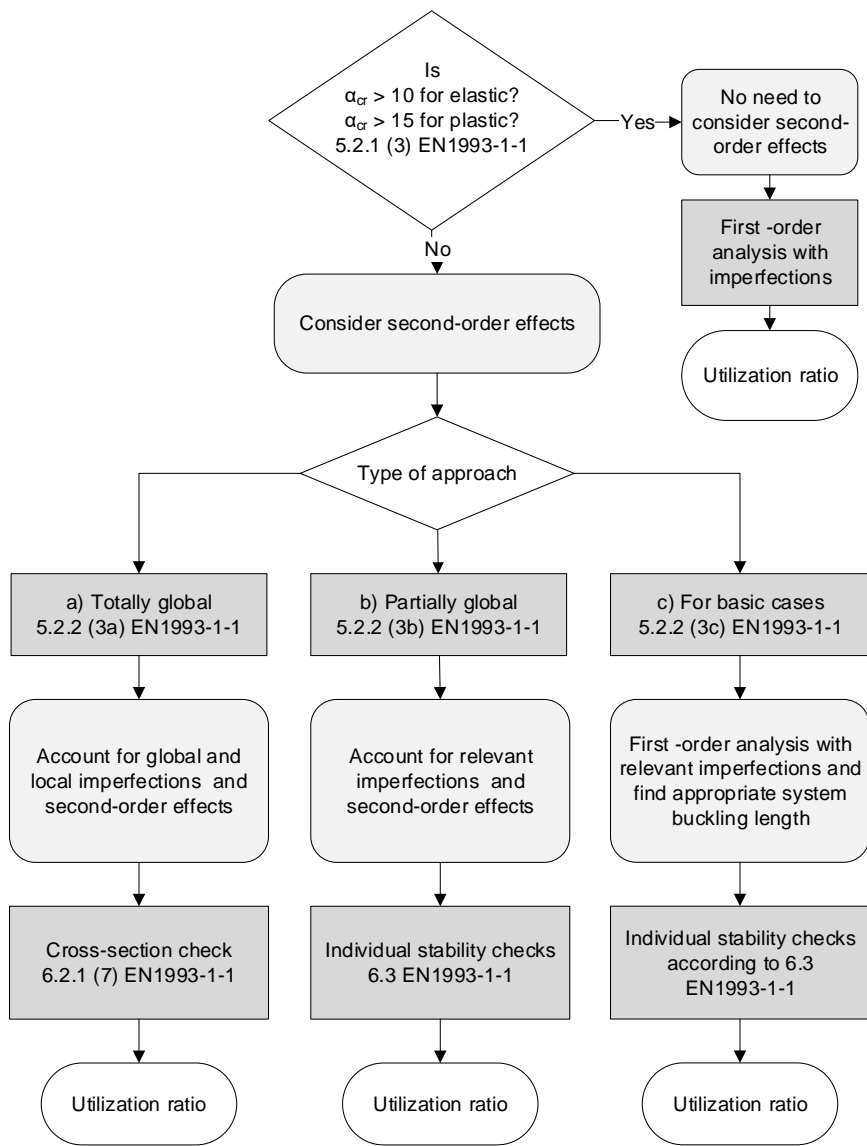 Is
αcr > 10 for elastic?
αcr > 15 for plastic?
5.2.1 (3) EN1993-1-1
Yes
No need to
consider second-
order effects
First -order
analysis with
imperfections
Utilization ratio
No
Consider second-order effects
Type of approach
a) Totally global
5.2.2 (3a) EN1993-1-1
Account for global and
local imperfections and
second-order effects
Cross-section check
6.2.1 (7) EN1993-1-1
Utilization ratio
b) Partially global
5.2.2 (3b) EN1993-1-1
Account for relevant
imperfections and
second-order effects
Individual stability checks
6.3 EN1993-1-1
Utilization ratio
c) For basic cases
5.2.2 (3c) EN1993-1-1
First -order analysis with
relevant imperfections and
find appropriate system
buckling length
Individual stability checks
according to 6.3
EN1993-1-1
Utilization ratio